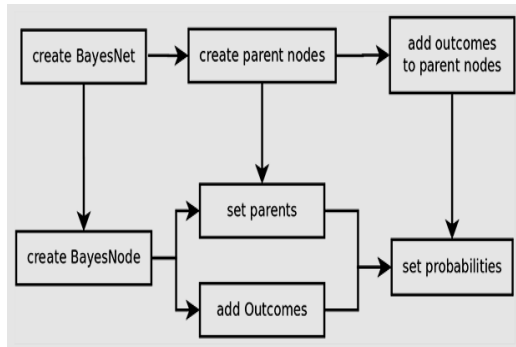 create BayesNet
create parent nodes
add outcomes
to parent nodes
set parents
create BayesNode
set probabilities
add Outcomes